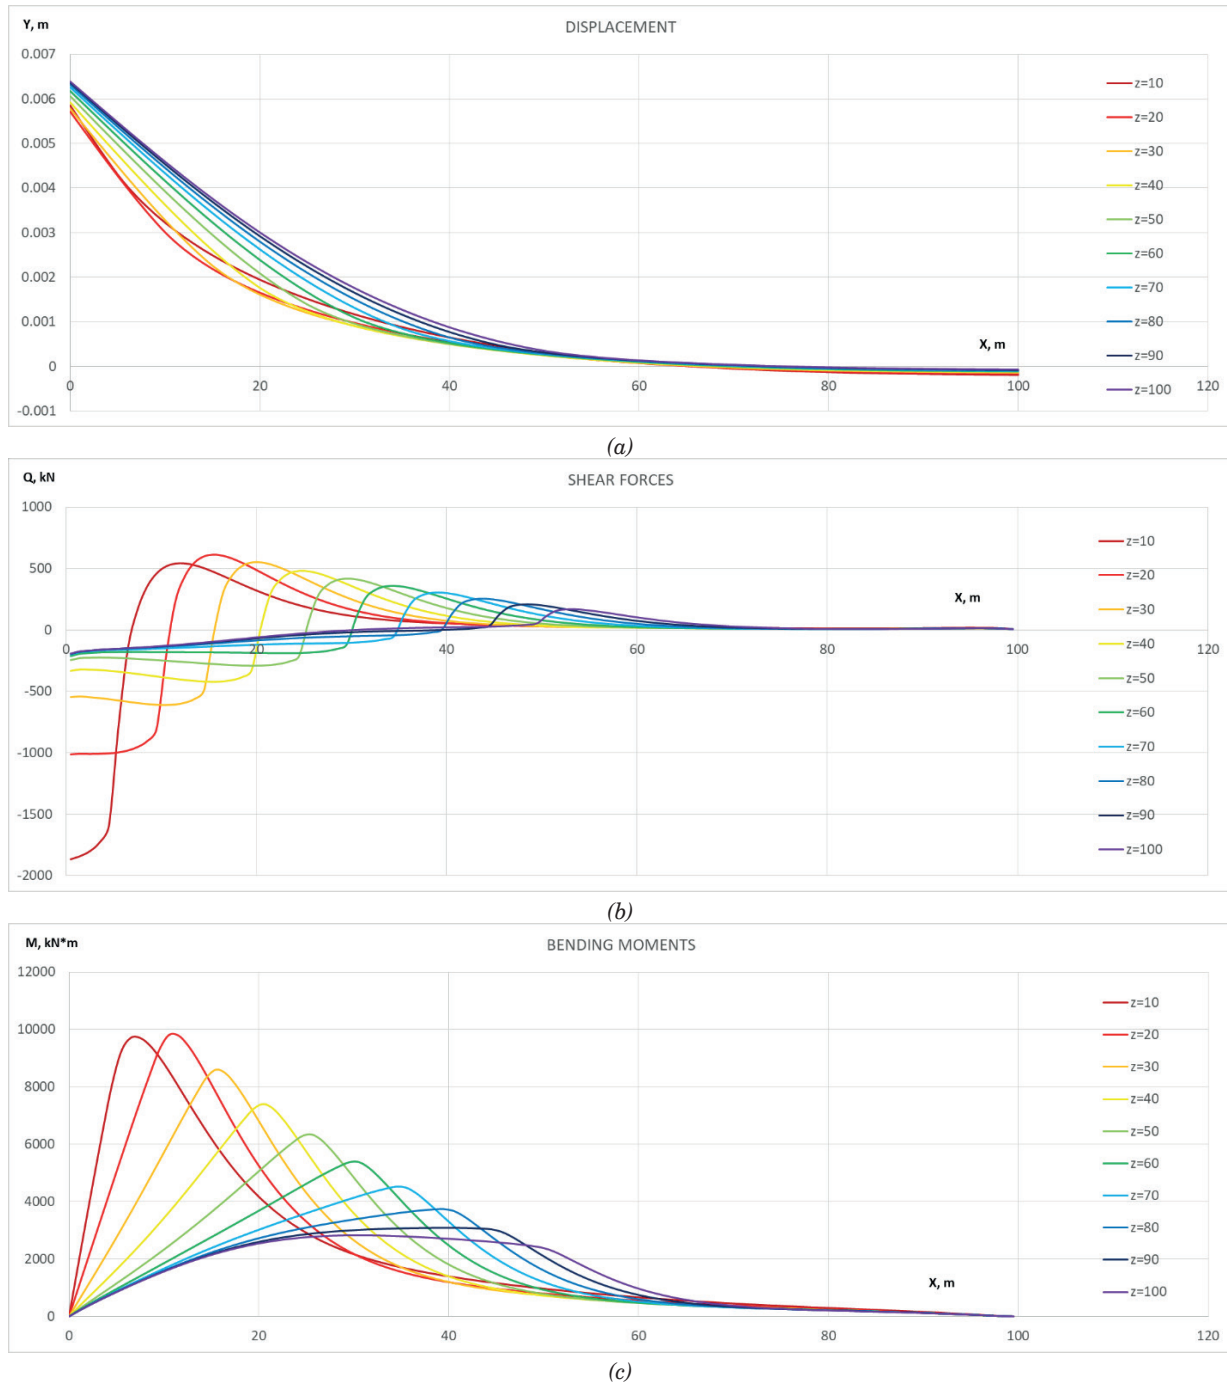 Y, m
DISPLACEMENT
0.007
0.006
0.005
0.004
0.003
0.002
0.001
0
-0.001
0
20
40
60
80
100
120
X, m
z=10
z=20
z=30
z=40
z=50
z=60
z=70
z=80
z=90
z=100
(a)
Q, kN
SHEAR FORCES
1000
500
0
-500
-1000
-1500
-2000
0
20
40
60
80
100
120
X, m
z=10
z=20
z=30
z=40
z=50
z=60
z=70
z=80
z=90
z=100
(b)
M, kN*m
BENDING MOMENTS
12000
10000
8000
6000
4000
2000
0
0
20
40
60
80
100
120
X, m
z=10
z=20
z=30
z=40
z=50
z=60
z=70
z=80
z=90
z=100
(c)